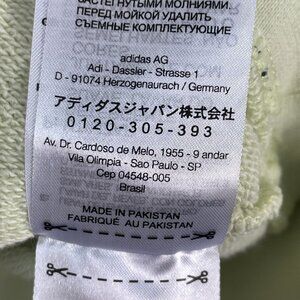 ЗАСТЕГНУТЫМИ МОЛНИЯМИ.
ПЕРЕД МОЙКОЙ УДАЛИТЬ
СЪЕМНЫЕ КОМПЛЕКТУЮЩИЕ
adidas AG
Adi - Dassler - Strasse 1
D - 91074 Herzogenaurach / Germany
アディダスジャパン株式会社
0120-305-393
Av. Dr. Cardoso de Melo, 1955 - 9 andar
Vila Olimpia - Sao Paulo - SP
Cep 04548-005
Brasil
MADE IN PAKISTAN
FABRIQUÉ AU PAKISTAN